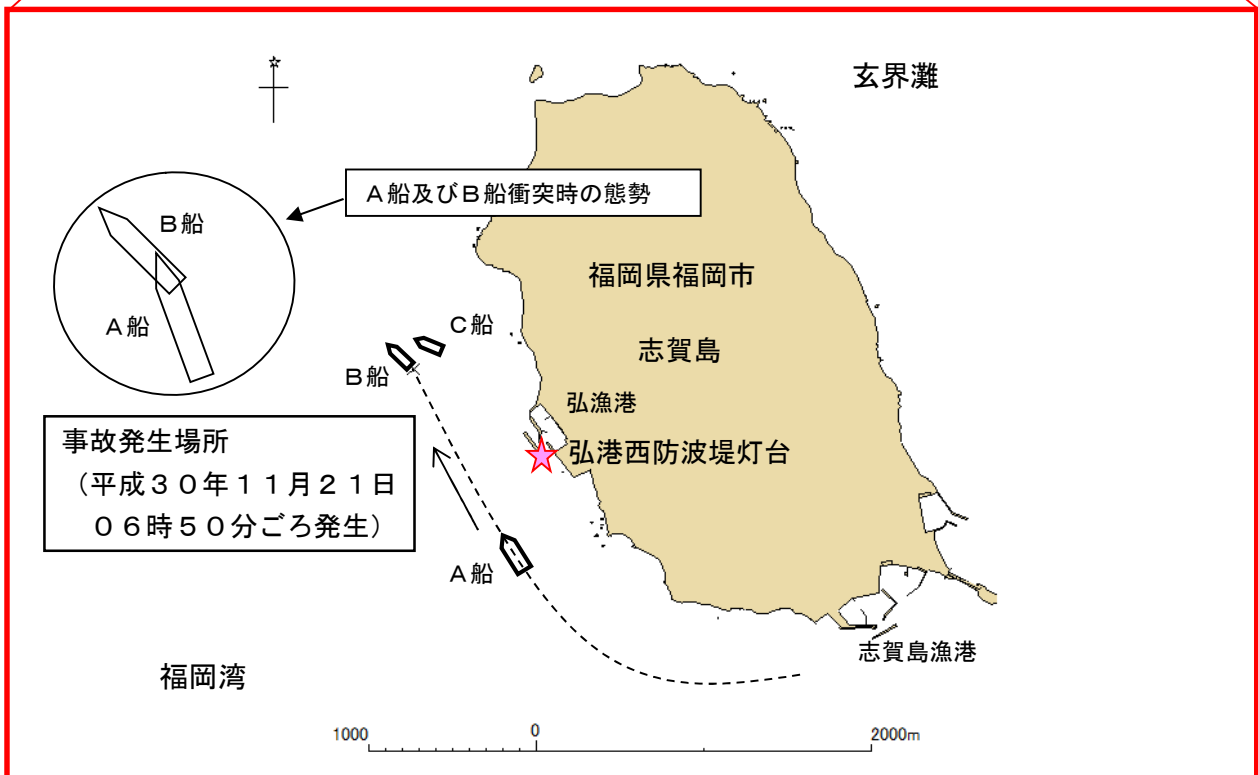 玄界灘
A船及びB船衝突時の態勢
B船
A船
福岡県福岡市
志賀島
C船
B船
弘漁港
弘港西防波堤灯台
事故発生場所
（平成３０年１１月２１日
０６時５０分ごろ発生）
A船
志賀島漁港
福岡湾
1000 0 2000m